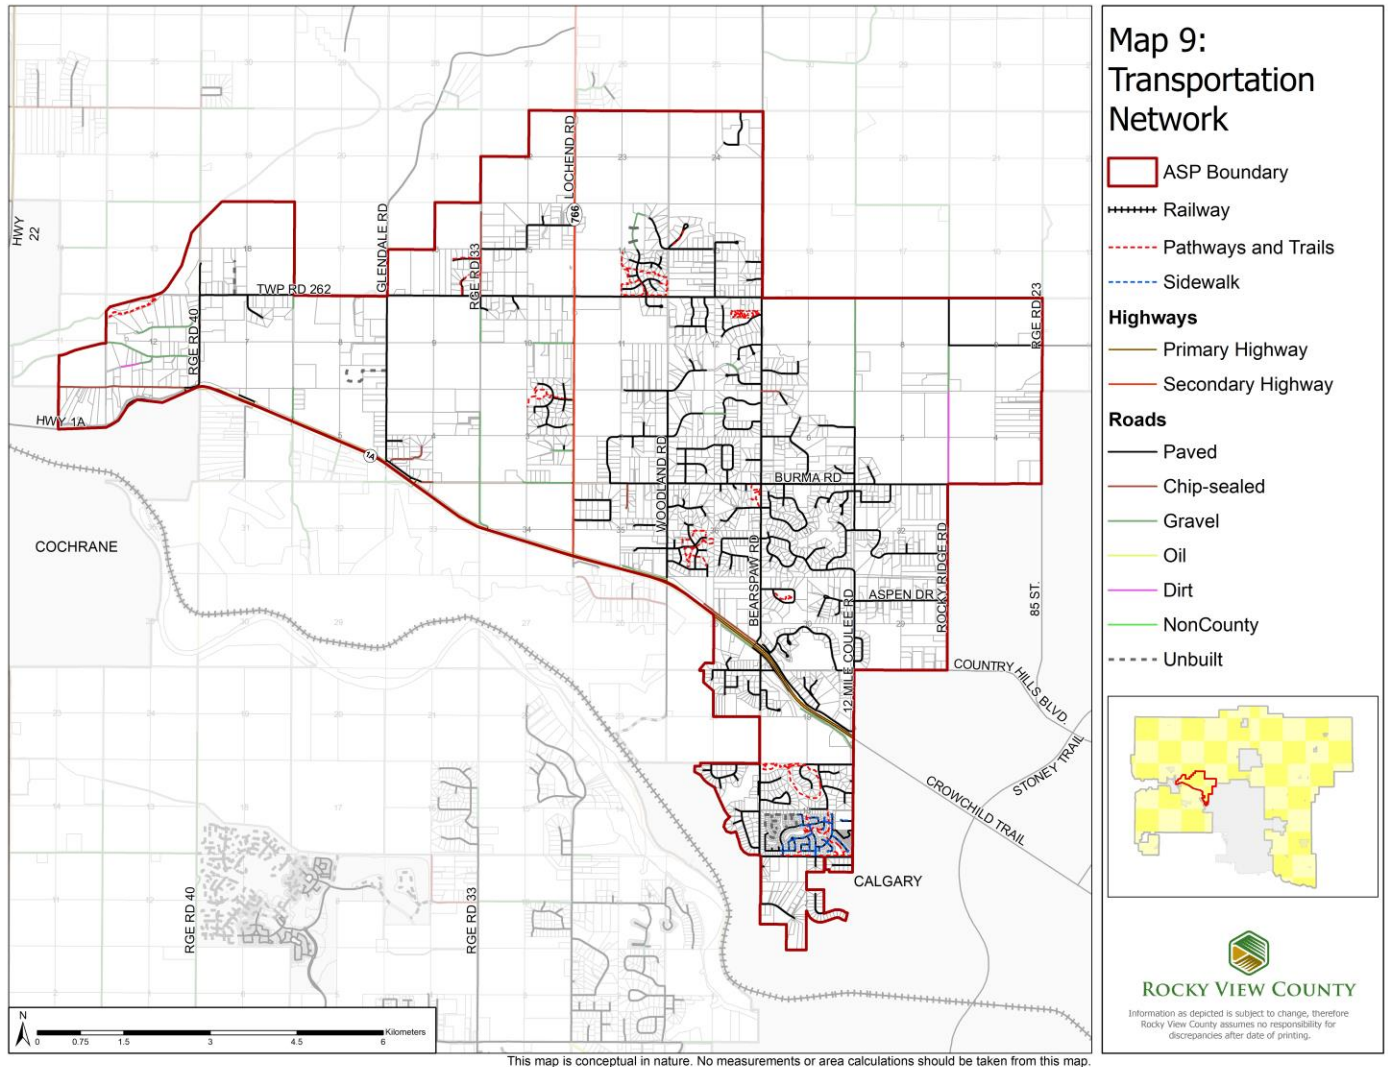 Map 9:
Transportation
Network
ASP Boundary
Railway
Pathways and Trails
Sidewalk
Highways
Primary Highway
Secondary Highway
Roads
Paved
Chip-sealed
Gravel
Oil
Dirt
NonCounty
Unbuilt
ROCKY VIEW COUNTY
Information as depicted is subject to change, therefore
Rocky View County assumes no responsibility for
discrepancies after date of printing.
HWY
22
GLENDALE RD
LOCHEND RD
766
RGE RD 33
TWP RD 262
RGE RD 40
RGE RD 23
HWY 1A
1A
WOODLAND RD
BURMA RD
COCHRANE
BEARSPAW RD
ASPEN DR
ROCKY RIDGE RD
12 MILE COULEE RD
85 ST.
COUNTRY HILLS BLVD.
STONEY TRAIL
CROWCHILD TRAIL
CALGARY
RGE RD 40
RGE RD 33
N
0 0.75 1.5 3 4.5 6
Kilometers
This map is conceptual in nature. No measurements or area calculations should be taken from this map.